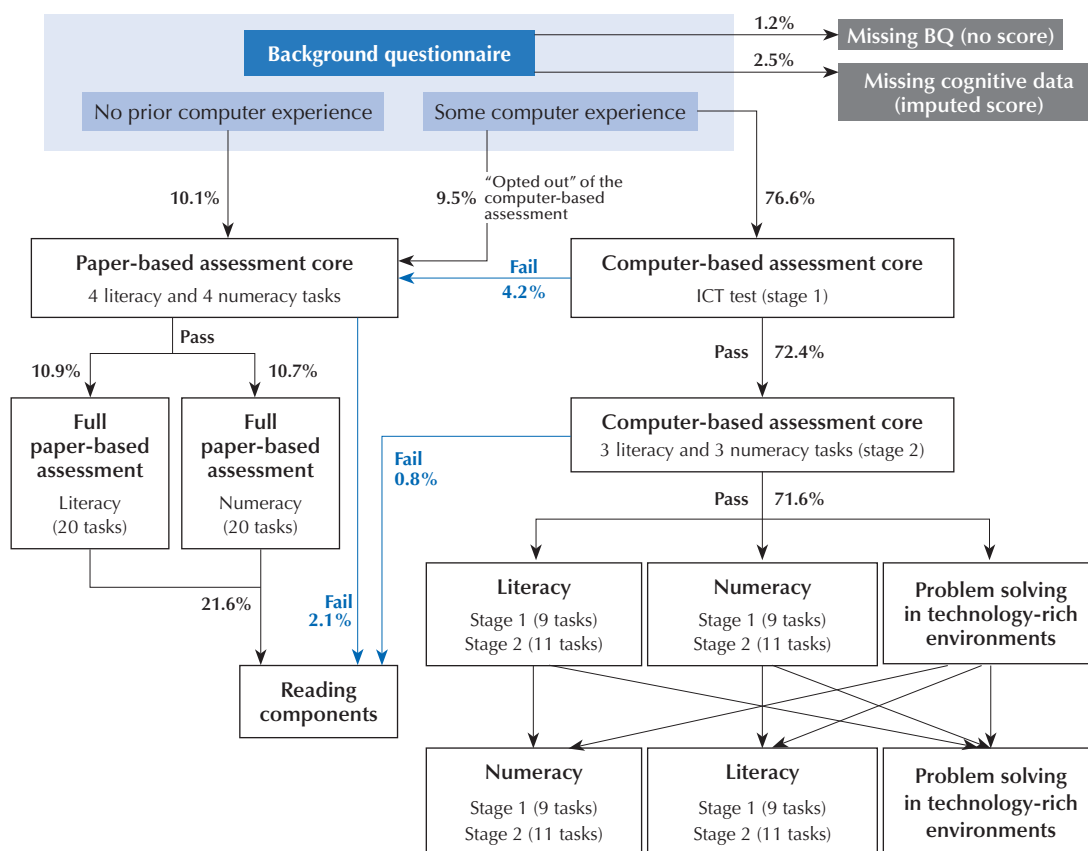 1.2%
Background questionnaire
Missing BQ (no score)
2.5%
Missing cognitive data
(imputed score)
No prior computer experience
Some computer experience
10.1%
9.5%
"Opted out" of the
computer-based
assessment
76.6%
Paper-based assessment core
4 literacy and 4 numeracy tasks
Fail
4.2%
Computer-based assessment core
ICT test (stage 1)
Pass
10.9%
10.7%
Pass
72.4%
Full
paper-based
assessment
Literacy
(20 tasks)
Full
paper-based
assessment
Numeracy
(20 tasks)
Computer-based assessment core
3 literacy and 3 numeracy tasks (stage 2)
Fail
0.8%
Pass
71.6%
21.6%
Fail
2.1%
Reading
components
Literacy
Stage 1 (9 tasks)
Stage 2 (11 tasks)
Numeracy
Stage 1 (9 tasks)
Stage 2 (11 tasks)
Problem solving
in technology-rich
environments
Numeracy
Stage 1 (9 tasks)
Stage 2 (11 tasks)
Literacy
Stage 1 (9 tasks)
Stage 2 (11 tasks)
Problem solving
in technology-rich
environments